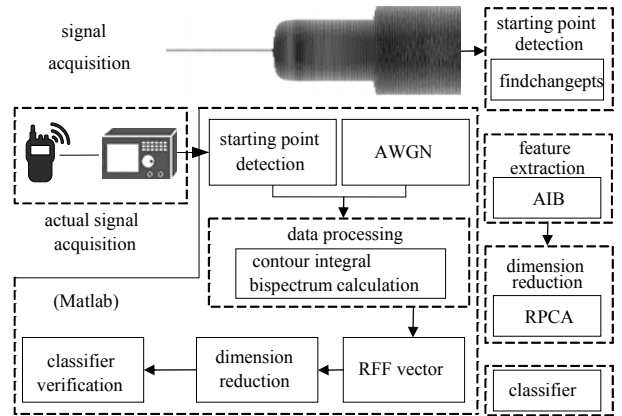 signal
acquisition
starting point
detection
findchangepts
starting point
detection
AWGN
actual signal
acquisition
data processing
contour integral
bispectrum calculation
(Matlab)
classifier
verification
dimension
reduction
RFF vector
feature
extraction
AIB
dimension
reduction
RPCA
classifier